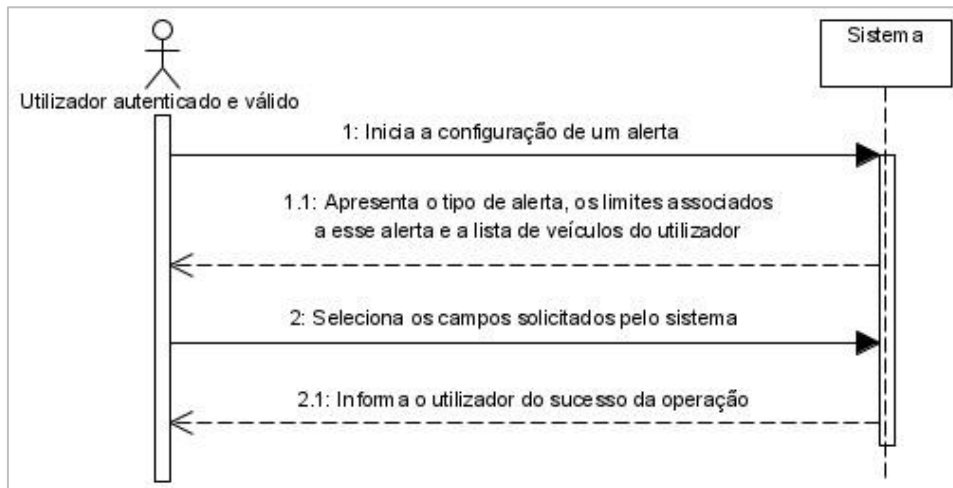 Sistema
Utilizador autenticado e válido
1: Inicia a configuração de um alerta
1.1: Apresenta o tipo de alerta, os limites associados
a esse alerta e a lista de veículos do utilizador
2: Seleciona os campos solicitados pelo sistema
2.1: Informa o utilizador do sucesso da operação